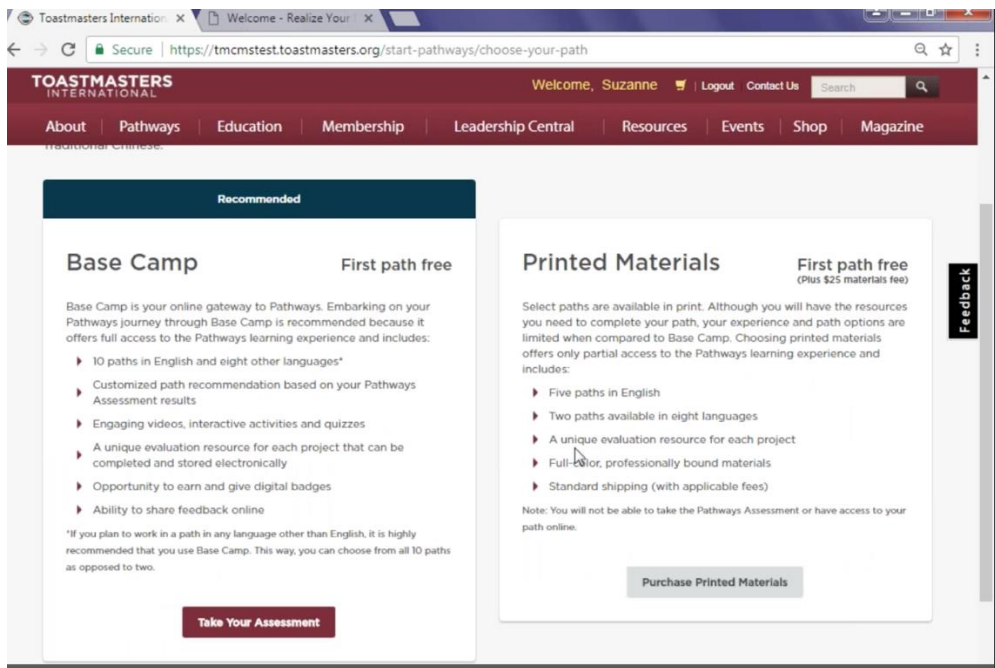 Toastmasters Internation
Welcome - Realize Your
Secure | https://tmcmstest.toastmasters.org/start-pathways/choose-your-path
TOASTMASTERS
INTERNATIONAL
Welcome, Suzanne | Logout Contact Us Search
About Pathways Education Membership Leadership Central Resources Events Shop Magazine
Traditional Chinese.
Recommended
Base Camp
First path free
Base Camp is your online gateway to Pathways. Embarking on your
Pathways journey through Base Camp is recommended because it
offers full access to the Pathways learning experience and includes:
10 paths in English and eight other languages*
Customized path recommendation based on your Pathways
Assessment results
Engaging videos, interactive activities and quizzes
A unique evaluation resource for each project that can be
completed and stored electronically
Opportunity to earn and give digital badges
Ability to share feedback online
*If you plan to work in a path in any language other than English, it is highly
recommended that you use Base Camp. This way, you can choose from all 10 paths
as opposed to two.
Take Your Assessment
Printed Materials
First path free
(Plus $25 materials fee)
Select paths are available in print. Although you will have the resources
you need to complete your path, your experience and path options are
limited when compared to Base Camp. Choosing printed materials
offers only partial access to the Pathways learning experience and
includes:
Five paths in English
Two paths available in eight languages
A unique evaluation resource for each project
Full-color, professionally bound materials
Standard shipping (with applicable fees)
Note: You will not be able to take the Pathways Assessment or have access to your
path online.
Purchase Printed Materials
Feedback